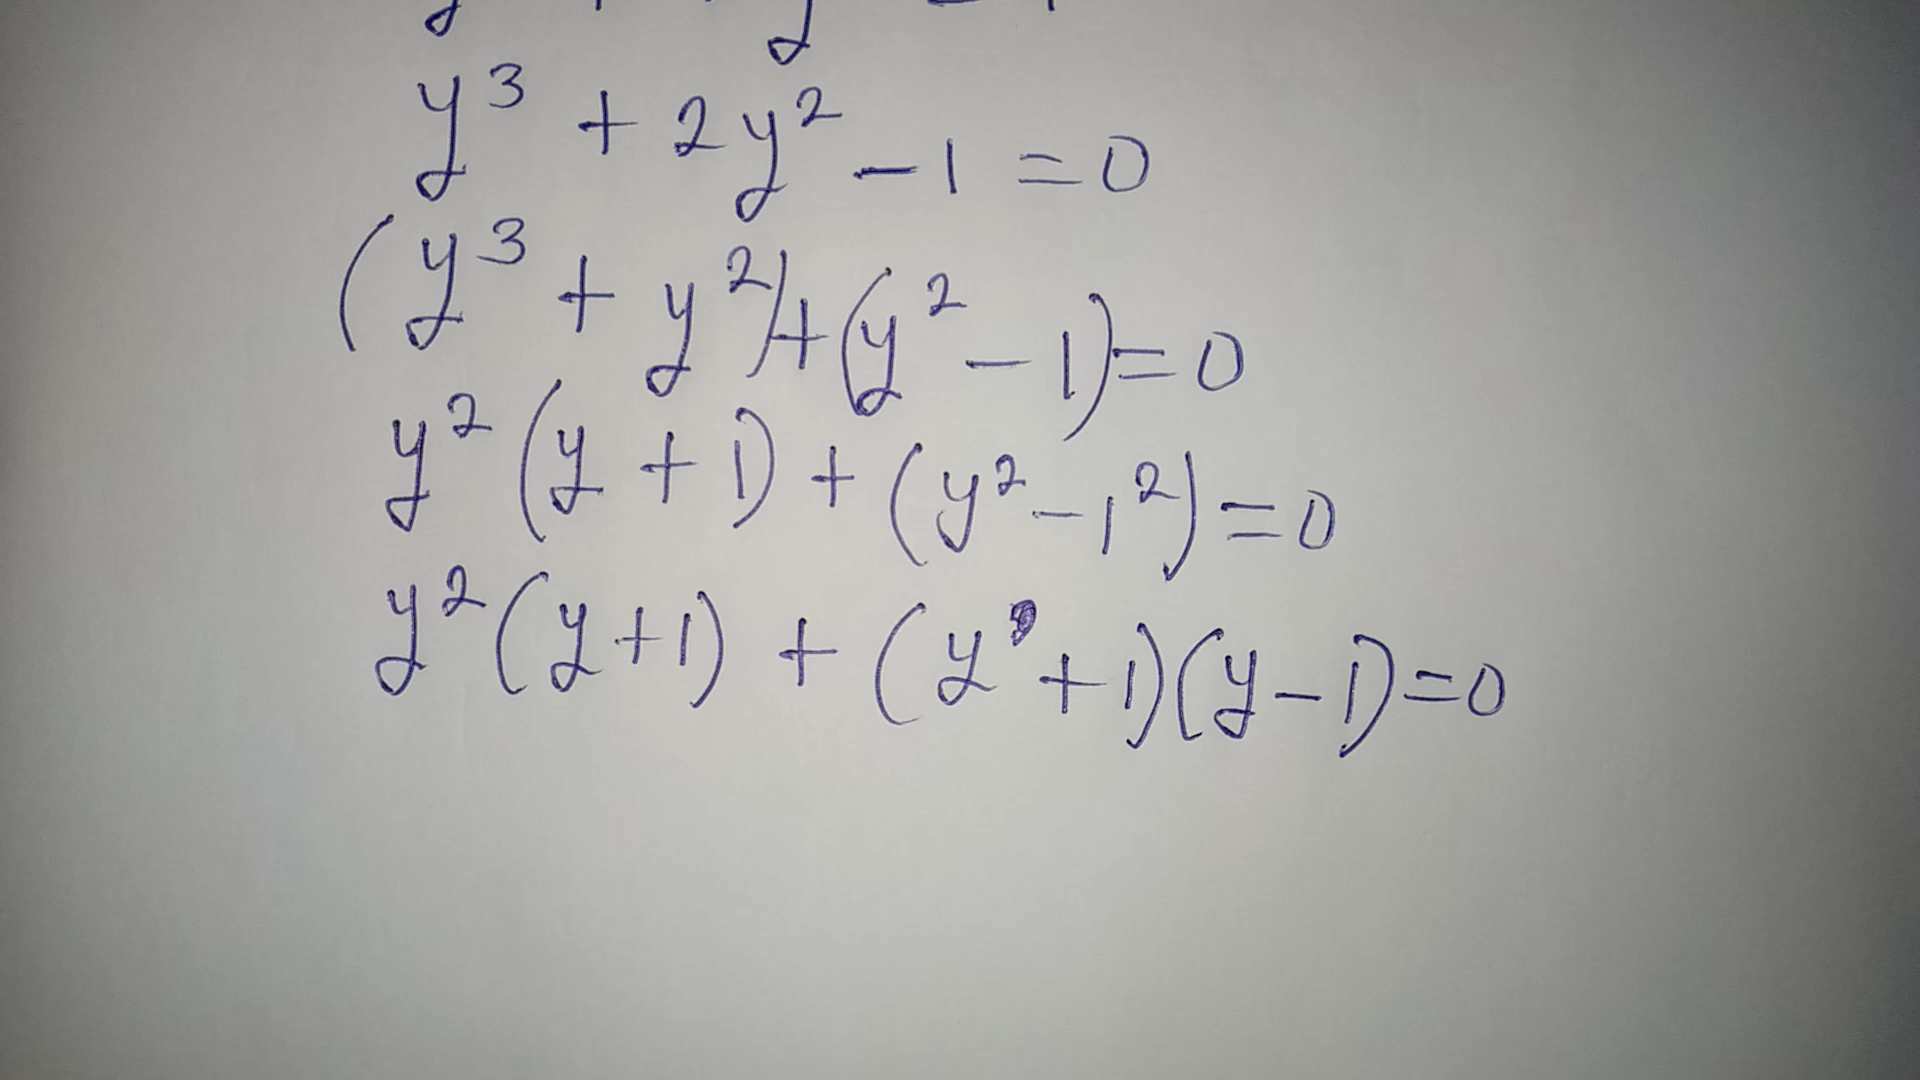 y³ + 2y² - 1 = 0
(y³ + y²) + (y² - 1) = 0
y² (y + 1) + (y² - 1²) = 0
y² (y + 1) + (y + 1)(y - 1) = 0